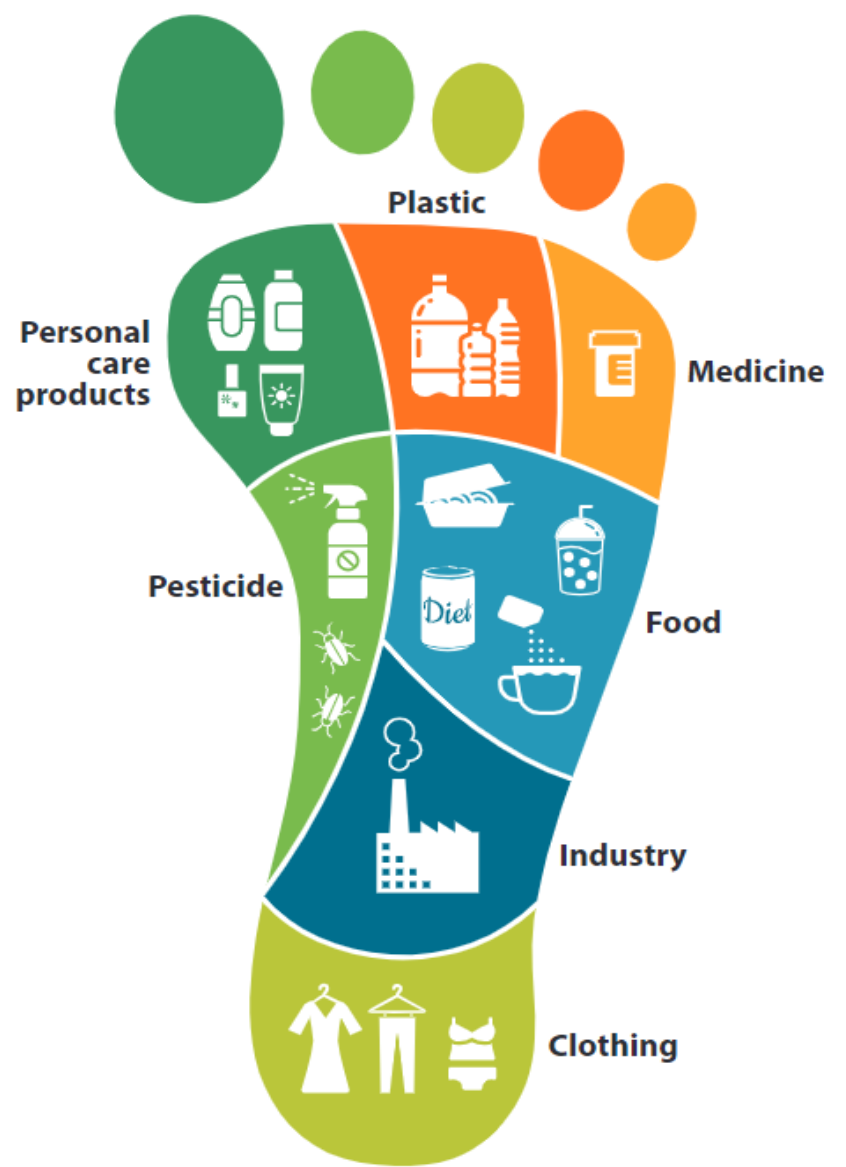 Plastic
Personal
care
products
Medicine
Pesticide
Diet
Food
Industry
Clothing